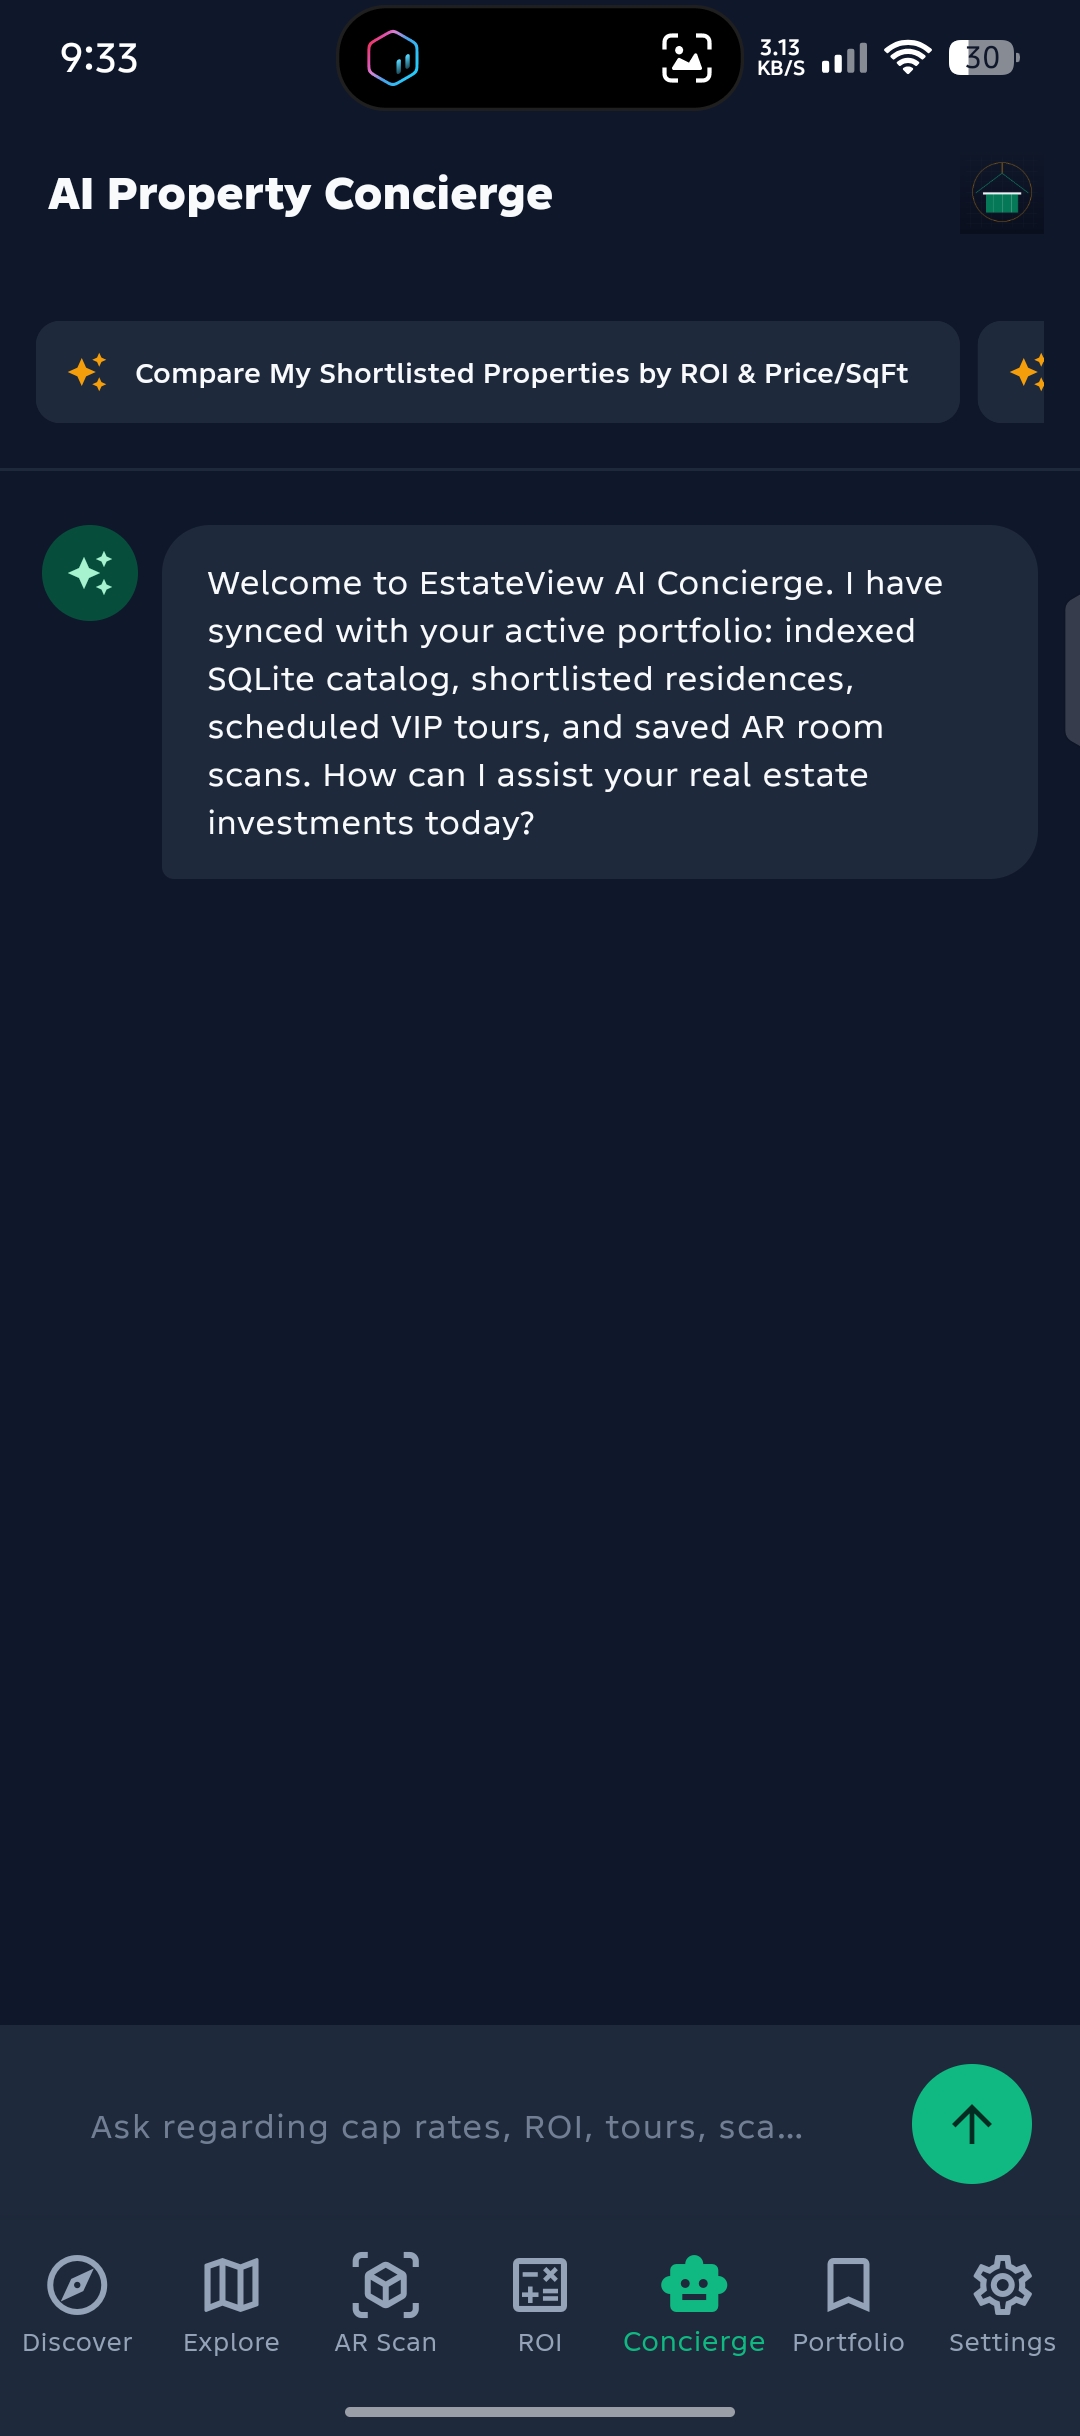 9:33
3.13
KB/S
30
AI Property Concierge
Compare My Shortlisted Properties by ROI & Price/SqFt
Welcome to EstateView AI Concierge. I have
synced with your active portfolio: indexed
SQLite catalog, shortlisted residences,
scheduled VIP tours, and saved AR room
scans. How can I assist your real estate
investments today?
Ask regarding cap rates, ROI, tours, sca...
Discover
Explore
AR Scan
ROI
Concierge
Portfolio
Settings